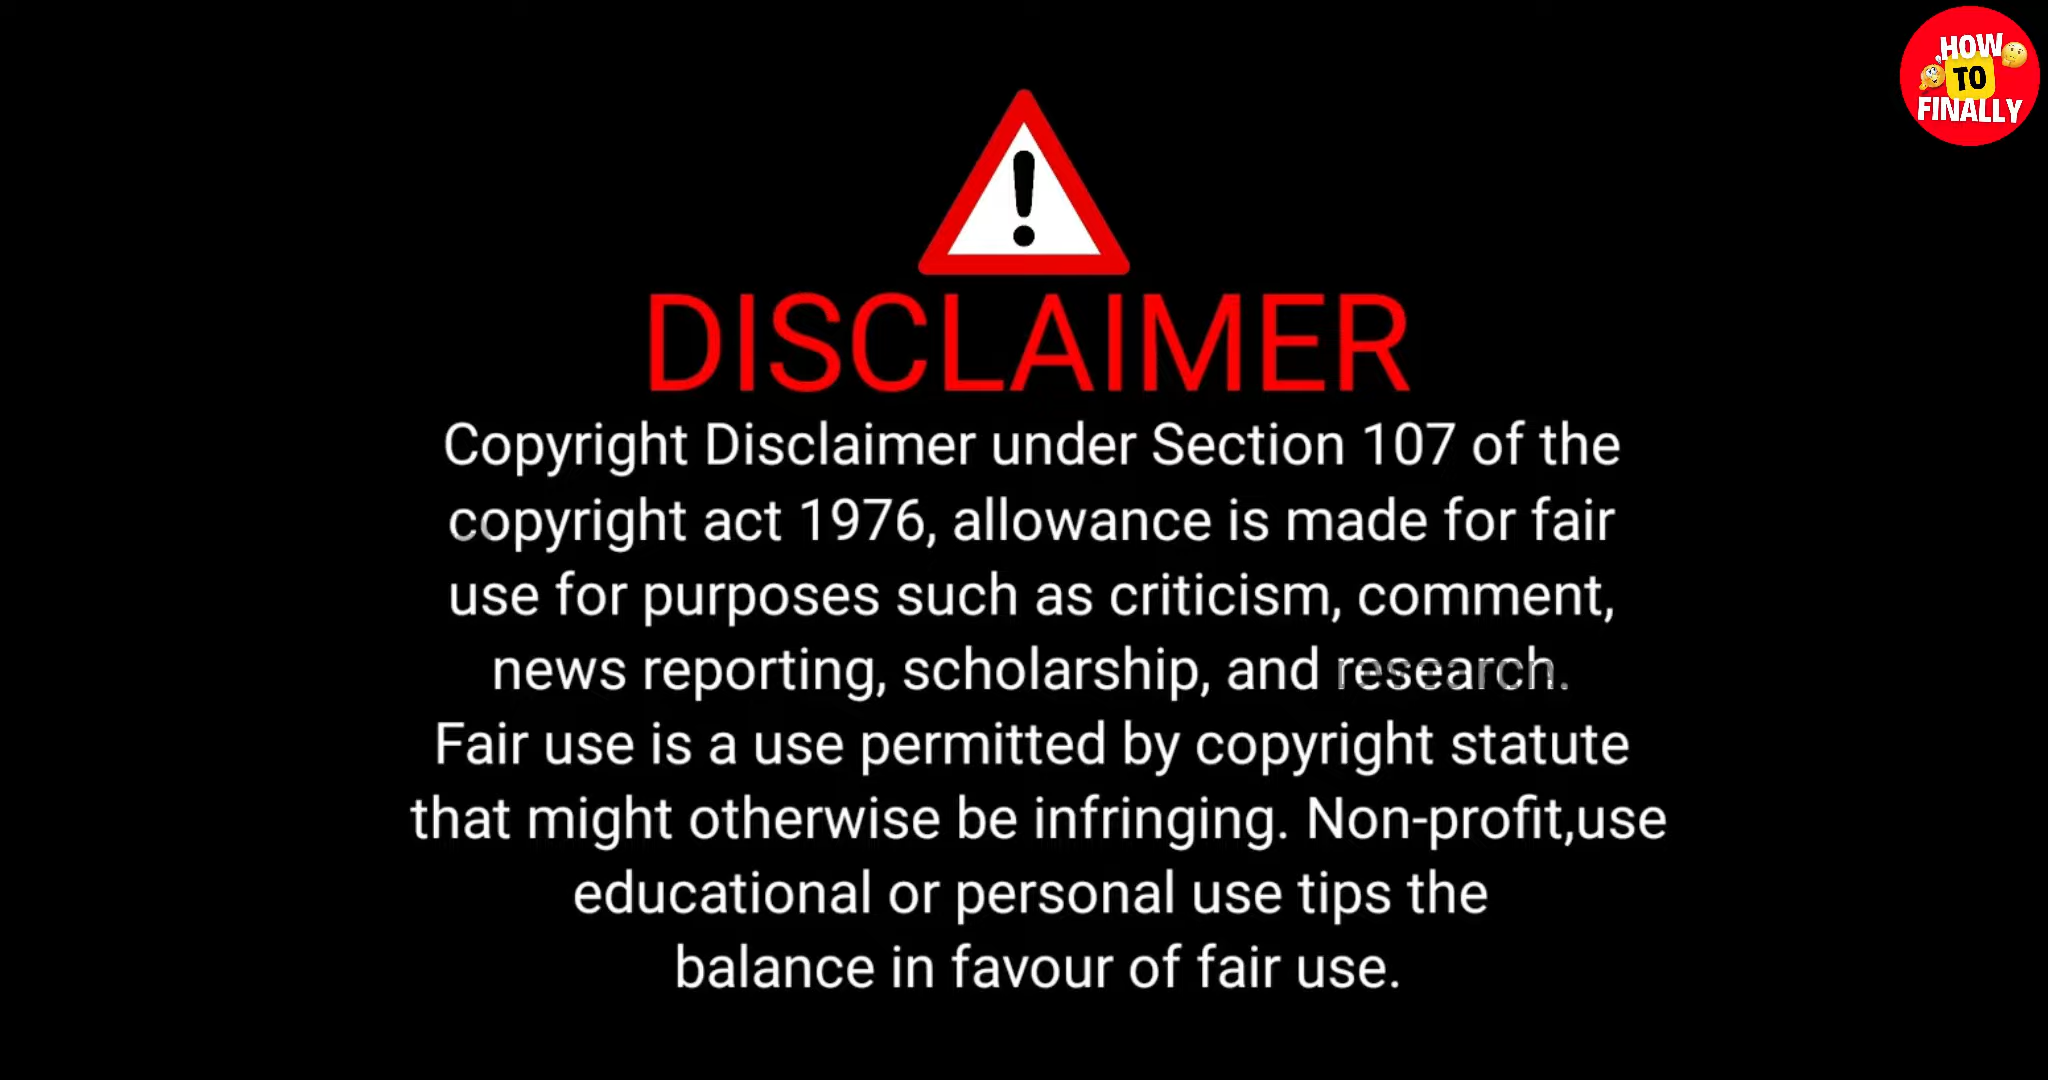 HOW
TO
FINALLY
DISCLAIMER
Copyright Disclaimer under Section 107 of the
copyright act 1976, allowance is made for fair
use for purposes such as criticism, comment,
news reporting, scholarship, and research.
Fair use is a use permitted by copyright statute
that might otherwise be infringing. Non-profit,use
educational or personal use tips the
balance in favour of fair use.